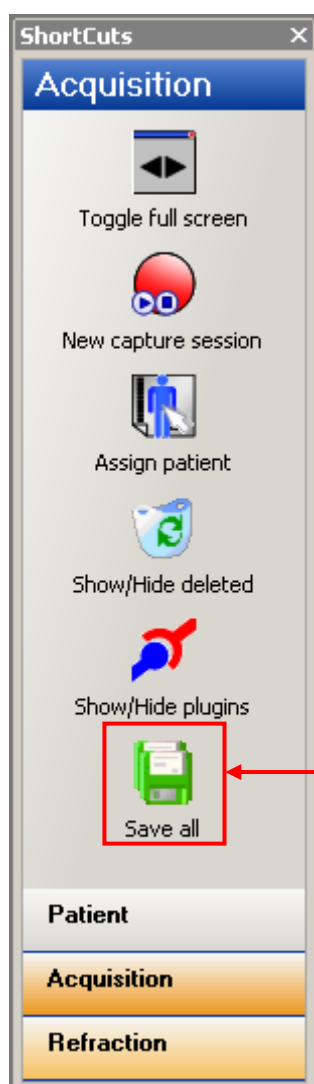 ShortCuts
Acquisition
Toggle full screen
New capture session
Assign patient
Show/Hide deleted
Show/Hide plugins
Save all
Patient
Acquisition
Refraction